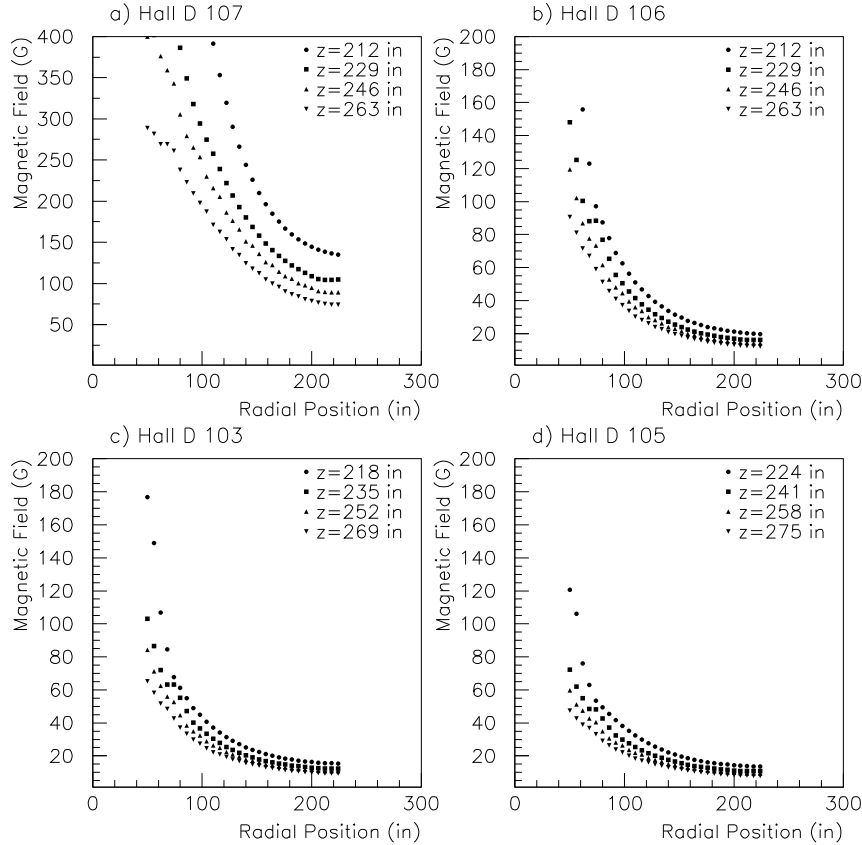 a) Hall D 107
Magnetic Field (G)
400
350
300
250
200
150
100
50
z=212 in
z=229 in
z=246 in
z=263 in
0
100
200
300
Radial Position (in)
b) Hall D 106
Magnetic Field (G)
200
180
160
140
120
100
80
60
40
20
z=212 in
z=229 in
z=246 in
z=263 in
0
100
200
300
Radial Position (in)
c) Hall D 103
Magnetic Field (G)
200
180
160
140
120
100
80
60
40
20
z=218 in
z=235 in
z=252 in
z=269 in
0
100
200
300
Radial Position (in)
d) Hall D 105
Magnetic Field (G)
200
180
160
140
120
100
80
60
40
20
z=224 in
z=241 in
z=258 in
z=275 in
0
100
200
300
Radial Position (in)